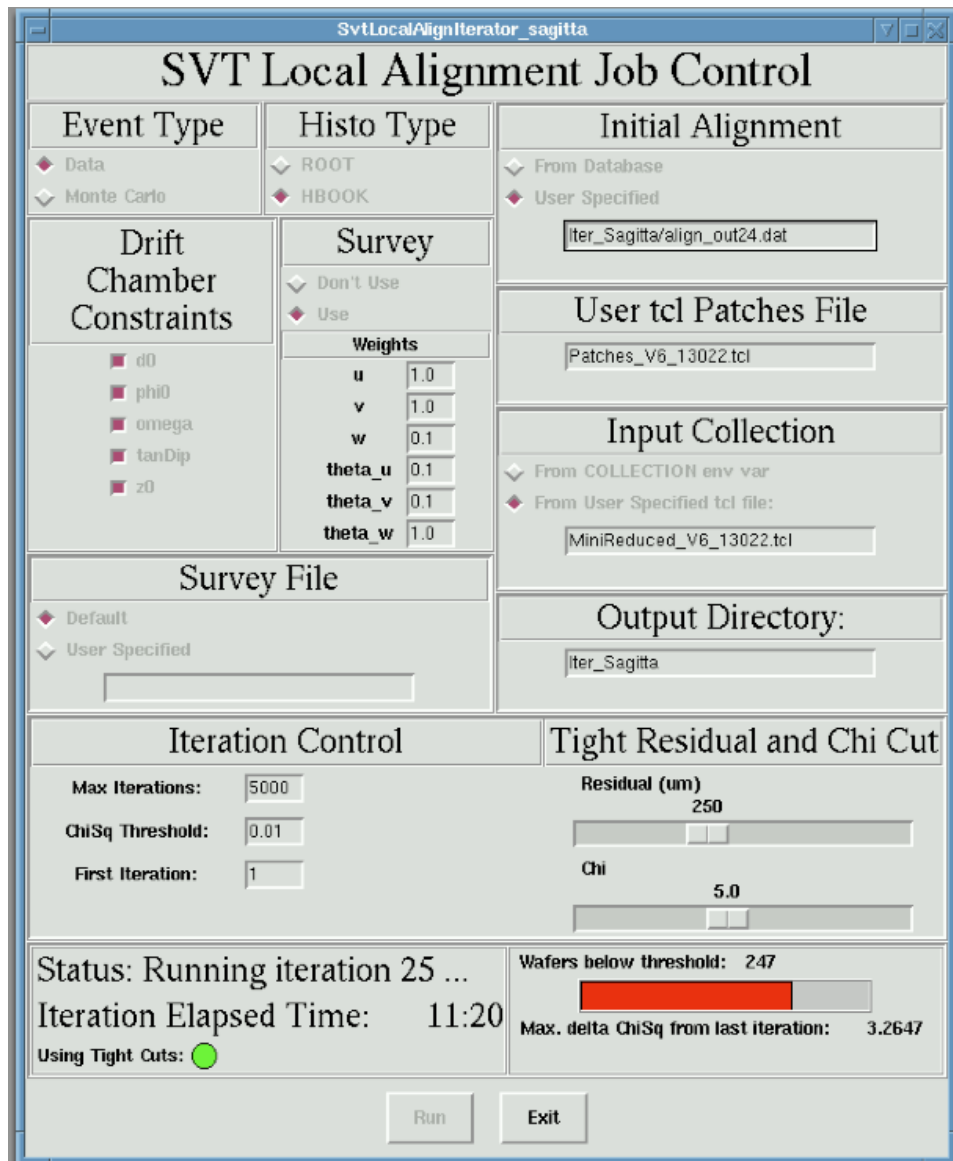 SvtLocalAlignIterator_sagitta
SVT Local Alignment Job Control
Event Type
Data
Monte Carlo
Histo Type
ROOT
HBOOK
Initial Alignment
From Database
User Specified
Iter_Sagitta/align_out24.dat
Drift
Chamber
Constraints
d0
phi0
omega
tanDip
z0
Survey
Don't Use
Use
Weights
u 1.0
v 1.0
w 0.1
theta_u 0.1
theta_v 0.1
theta_w 1.0
User tcl Patches File
Patches_V6_13022.tcl
Input Collection
From COLLECTION env var
From User Specified tcl file:
MiniReduced_V6_13022.tcl
Survey File
Default
User Specified
Output Directory:
Iter_Sagitta
Iteration Control
Max Iterations: 5000
ChiSq Threshold: 0.01
First Iteration: 1
Tight Residual and Chi Cut
Residual (um)
250
Chi
5.0
Status: Running iteration 25 ...
Iteration Elapsed Time: 11:20
Using Tight Cuts:
Wafers below threshold: 247
Max. delta ChiSq from last iteration: 3.2647
Run
Exit